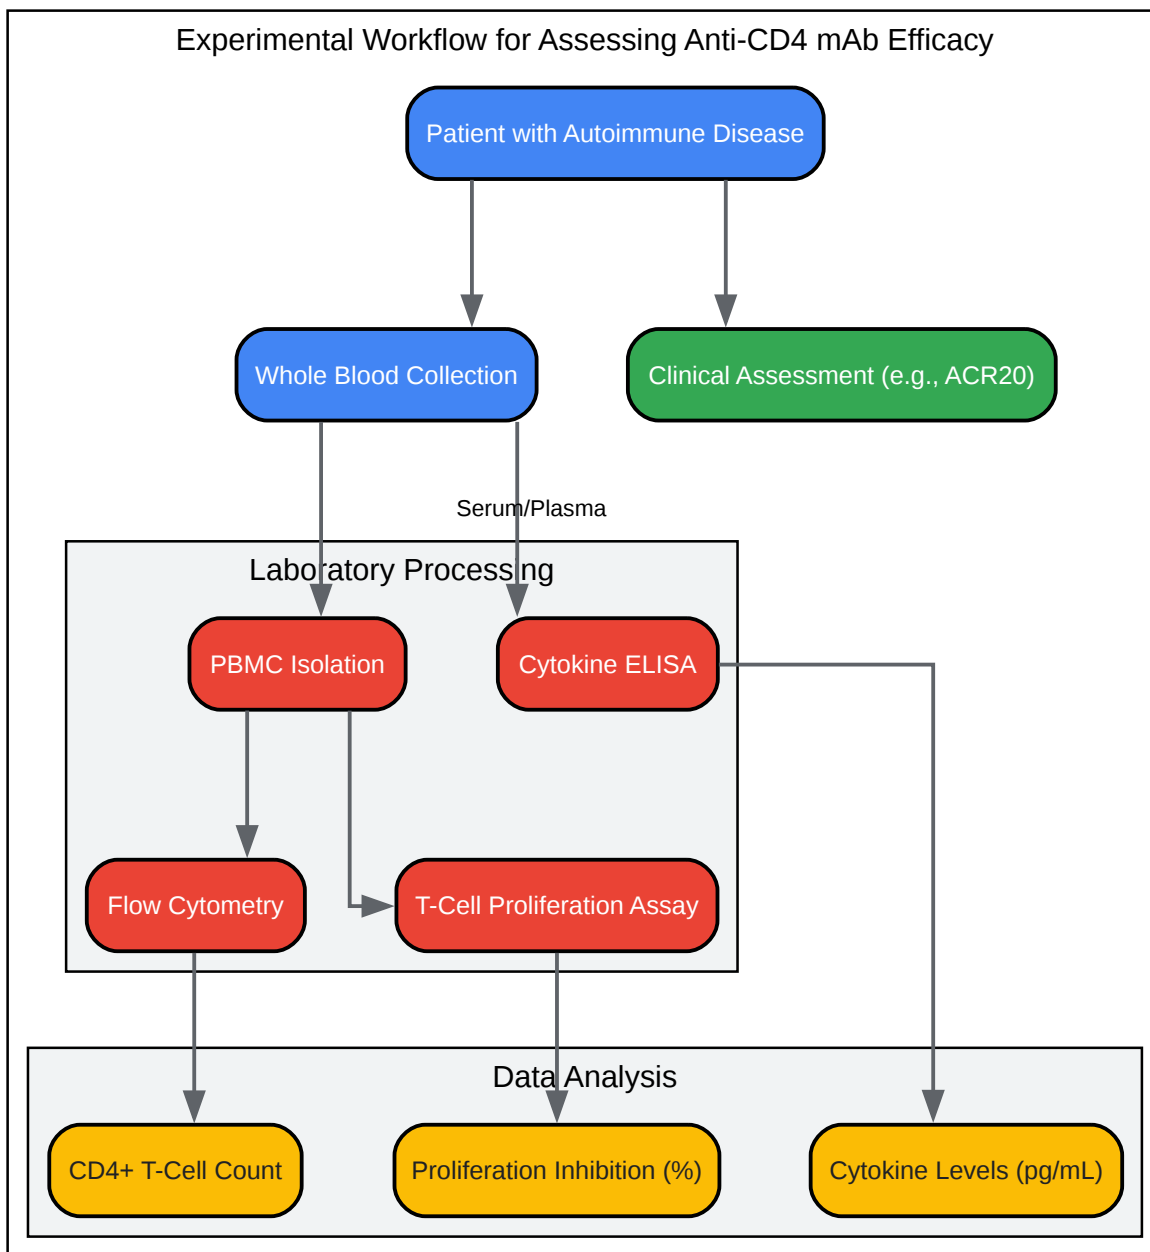 Experimental Workflow for Assessing Anti-CD4 mAb Efficacy
Patient with Autoimmune Disease
Whole Blood Collection
Clinical Assessment (e.g., ACR20)
Serum/Plasma
Laboratory Processing
PBMC Isolation
Cytokine ELISA
Flow Cytometry
T-Cell Proliferation Assay
Data Analysis
CD4+ T-Cell Count
Proliferation Inhibition (%)
Cytokine Levels (pg/mL)